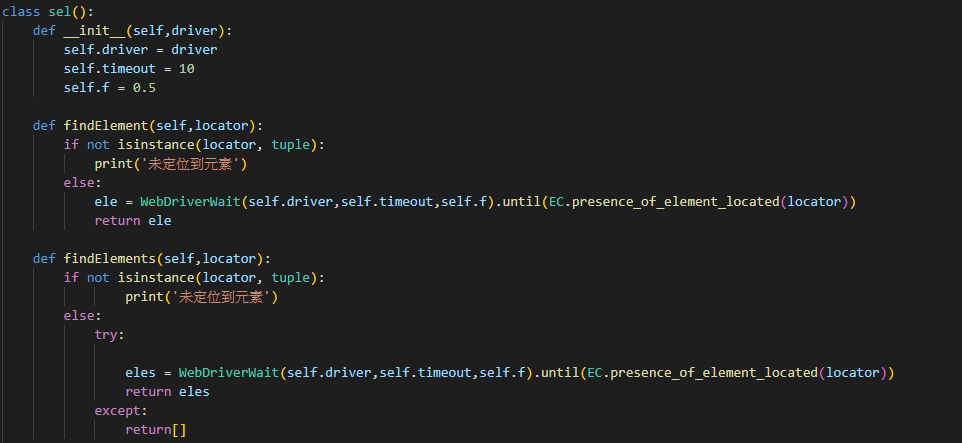 class sel():
    def __init__(self,driver):
        self.driver = driver
        self.timeout = 10
        self.f = 0.5

    def findElement(self,locator):
        if not isinstance(locator, tuple):
            print('未定位到元素')
        else:
            ele = WebDriverWait(self.driver,self.timeout,self.f).until(EC.presence_of_element_located(locator))
            return ele

    def findElements(self,locator):
        if not isinstance(locator, tuple):
                print('未定位到元素')
        else:
            try:

                eles = WebDriverWait(self.driver,self.timeout,self.f).until(EC.presence_of_element_located(locator))
                return eles
            except:
                return[]